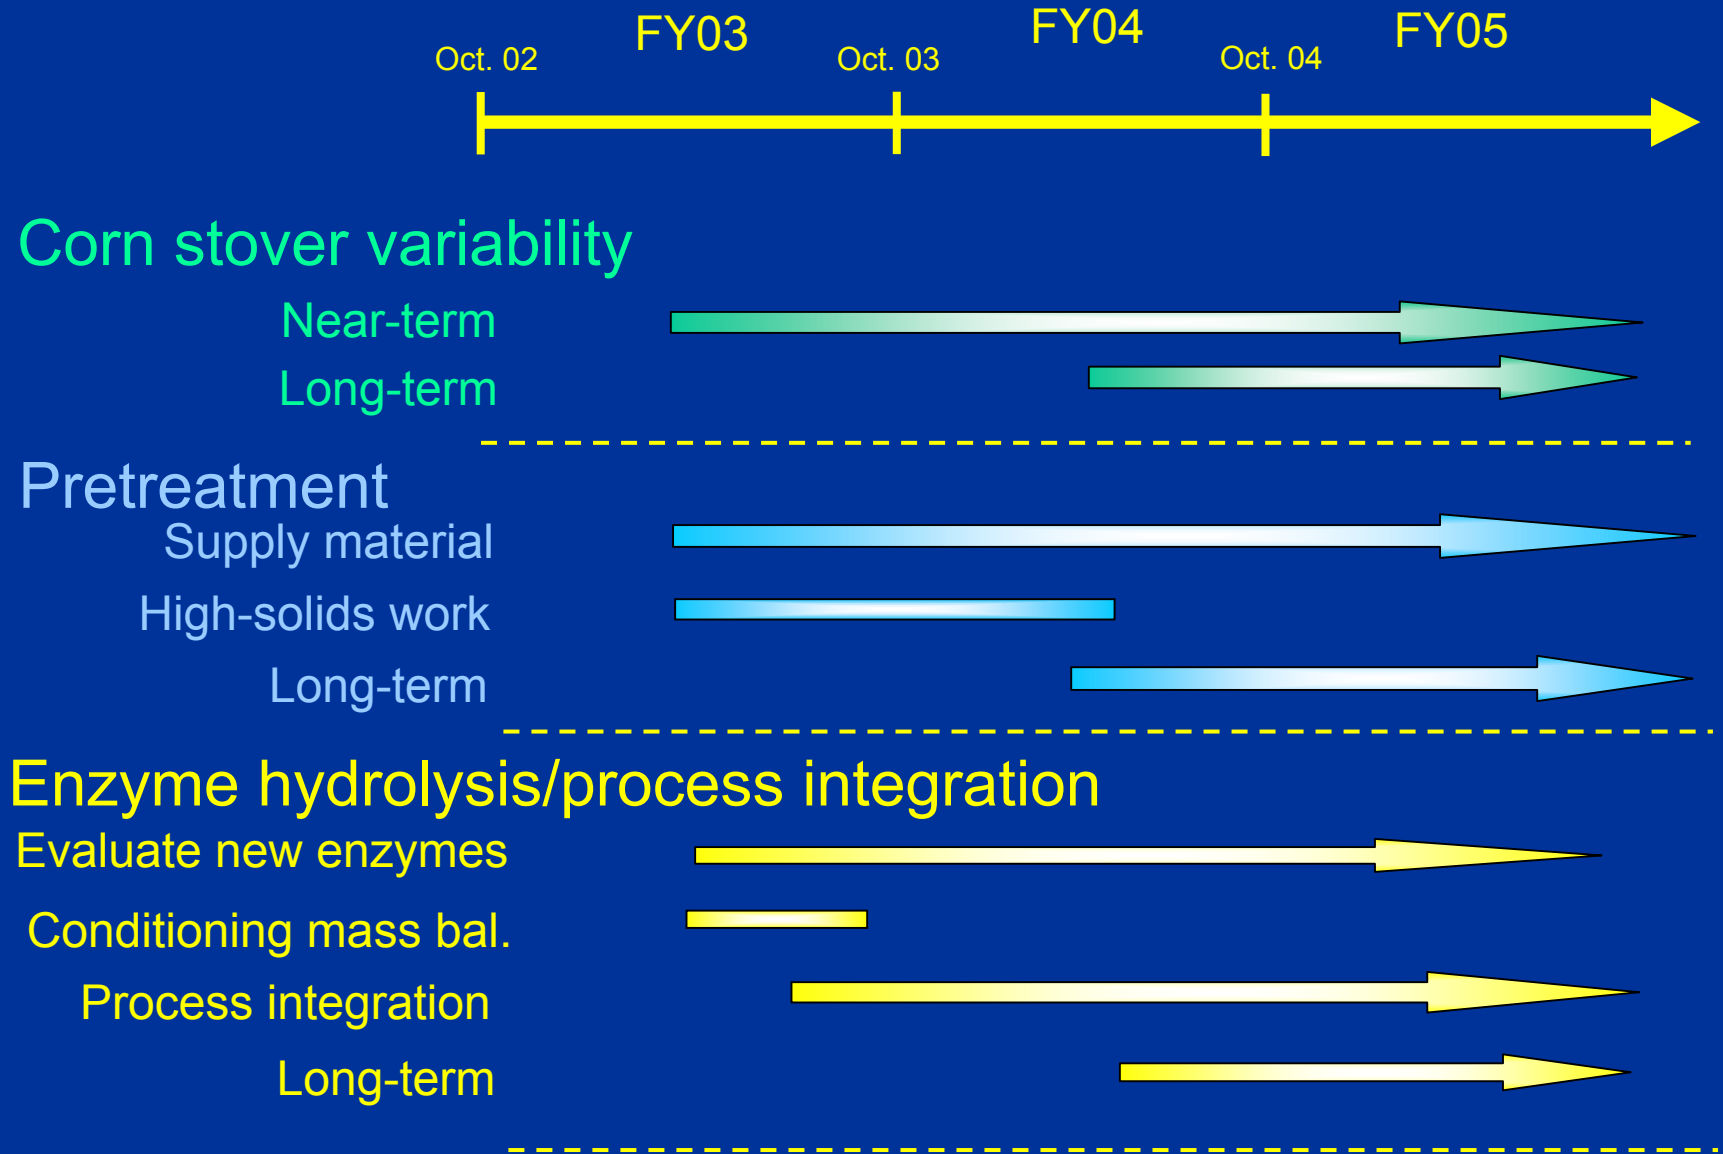 FY03 FY04 FY05
Oct. 02 Oct. 03 Oct. 04
Corn stover variability
Near-term
Long-term
Pretreatment
Supply material
High-solids work
Long-term
Enzyme hydrolysis/process integration
Evaluate new enzymes
Conditioning mass bal.
Process integration
Long-term